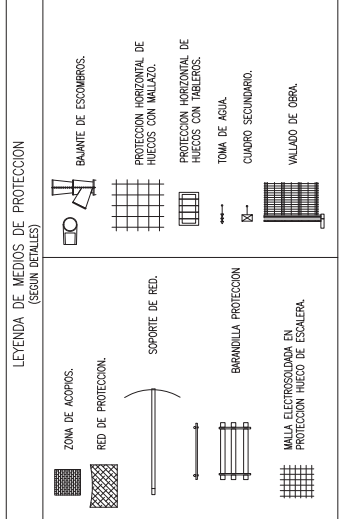 LEYENDA DE MEDIOS DE PROTECCION
(SEGUN DETALLES)
ZONA DE ACOPIOS.
RED DE PROTECCION.
SOPORTE DE RED.
BARANDILLA PROTECCION
MALLA ELECTROSOLDADA EN
PROTECCION HUECO DE ESCALERA.
BAJANTE DE ESCOMBROS.
PROTECCION HORIZONTAL DE
HUECOS CON MALLAZO.
PROTECCION HORIZONTAL DE
HUECOS CON TABLEROS.
TOMA DE AGUA.
CUADRO SECUNDARIO.
VALLADO DE OBRA.